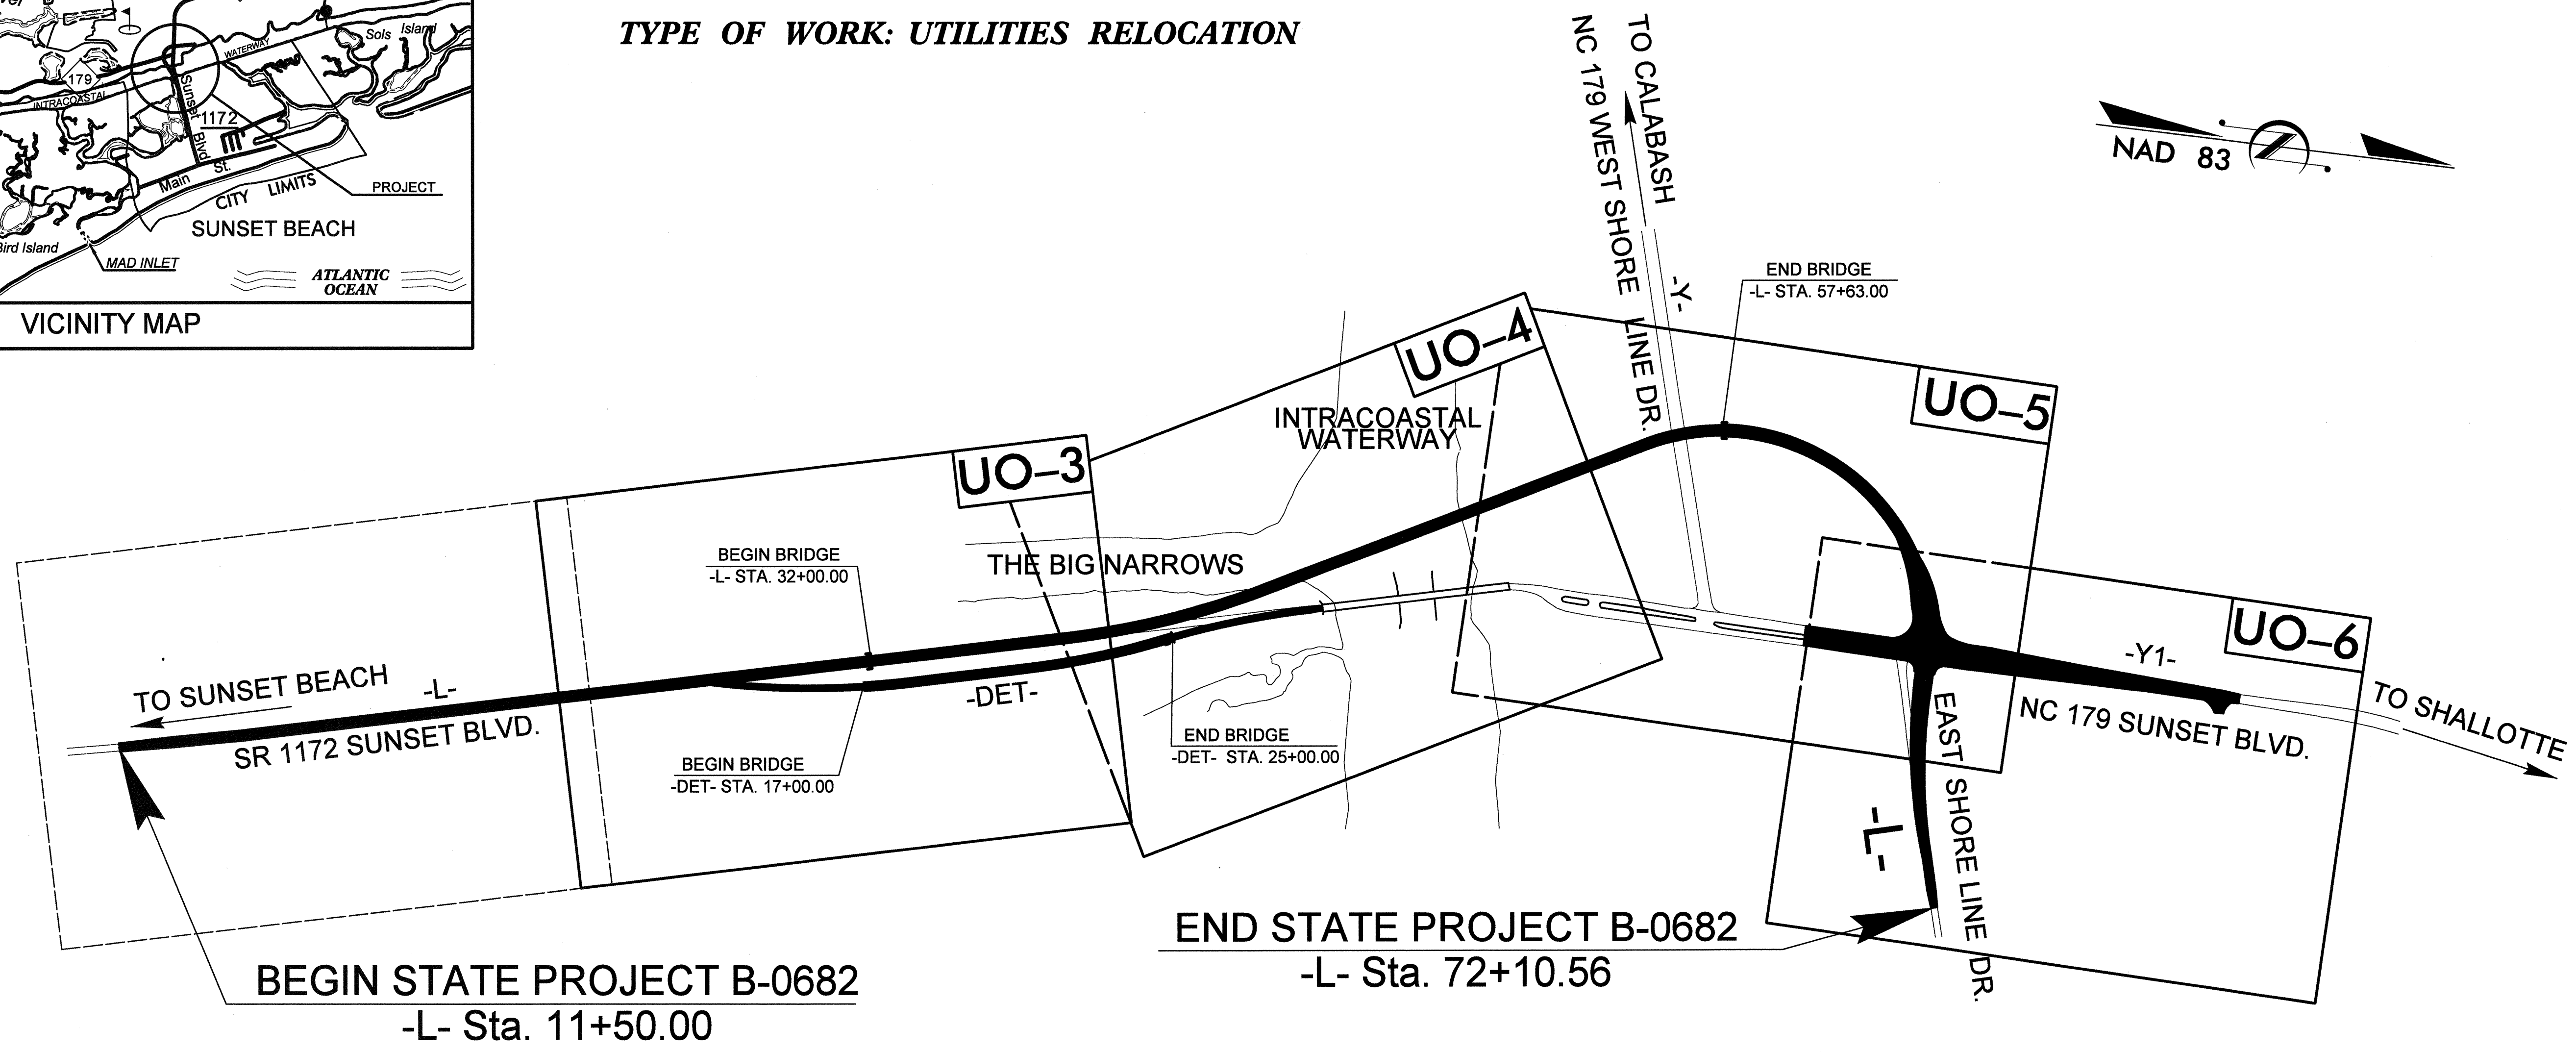 TYPE OF WORK: UTILITIES RELOCATION
Sols Island
WATERWAY
179
INTRACOASTAL
Sunset Blvd
1172
Main St.
CITY LIMITS
PROJECT
SUNSET BEACH
Bird Island
MAD INLET
ATLANTIC
OCEAN
VICINITY MAP
TO CALABASH
NC 179 WEST SHORE LINE DR.
-Y-
NAD 83
END BRIDGE
-L- STA. 57+63.00
UO-3
UO-4
UO-5
UO-6
INTRACOASTAL
WATERWAY
THE BIG NARROWS
BEGIN BRIDGE
-L- STA. 32+00.00
TO SUNSET BEACH
-L-
SR 1172 SUNSET BLVD.
-DET-
BEGIN BRIDGE
-DET- STA. 17+00.00
END BRIDGE
-DET- STA. 25+00.00
-Y1-
NC 179 SUNSET BLVD.
TO SHALLOTTE
EAST SHORE LINE DR.
-L-
BEGIN STATE PROJECT B-0682
-L- Sta. 11+50.00
END STATE PROJECT B-0682
-L- Sta. 72+10.56